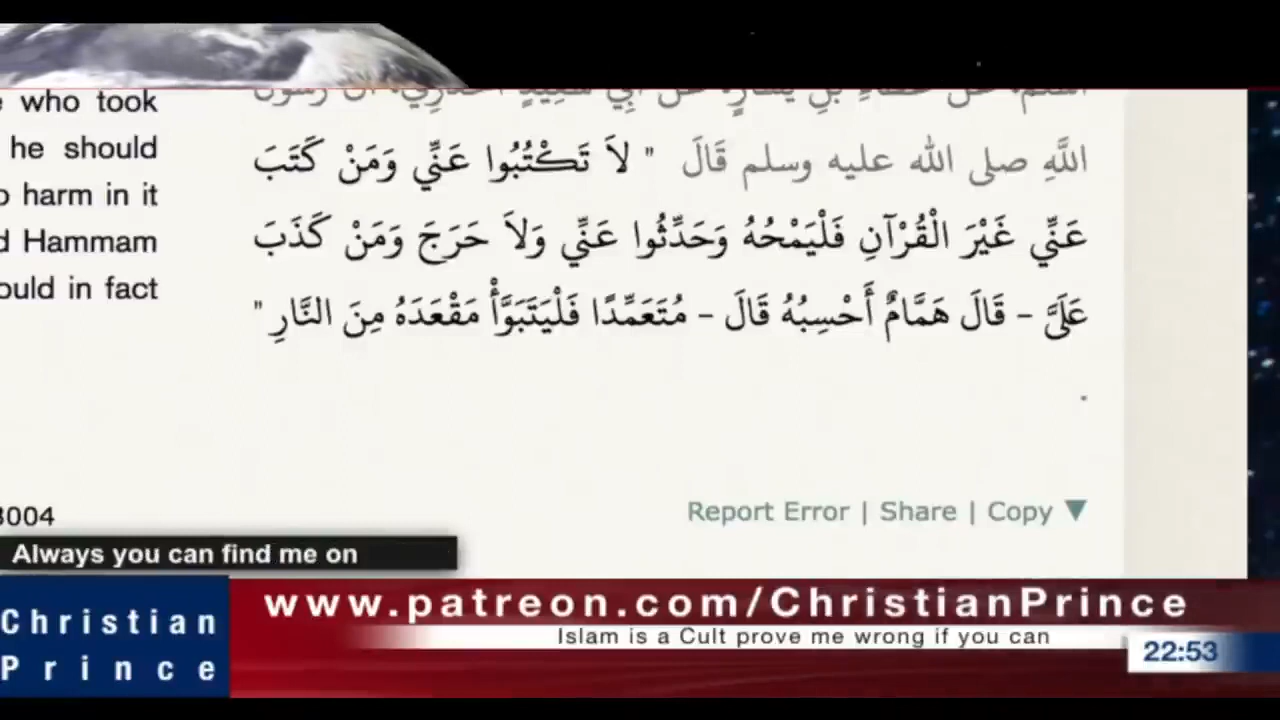 who took
he should
harm in it
Hammam
in fact
اللَّهِ صلى الله عليه وسلم قَالَ " لاَ تَكْتُبُوا عَنِّي وَمَنْ كَتَبَ
عَنِّي غَيْرَ الْقُرْآنِ فَلْيَمْحُهُ وَحَدِّثُوا عَنِّي وَلاَ حَرَجَ وَمَنْ كَذَبَ
عَلَىَّ - قَالَ هَمَّامٌ أَحْسِبُهُ قَالَ - مُتَعَمِّدًا فَلْيَتَبَوَّأْ مَقْعَدَهُ مِنَ النَّارِ "
.
Report Error | Share | Copy ▼
3004
Always you can find me on
Christian
Prince
www.patreon.com/ChristianPrince
Islam is a Cult prove me wrong if you can
22:53